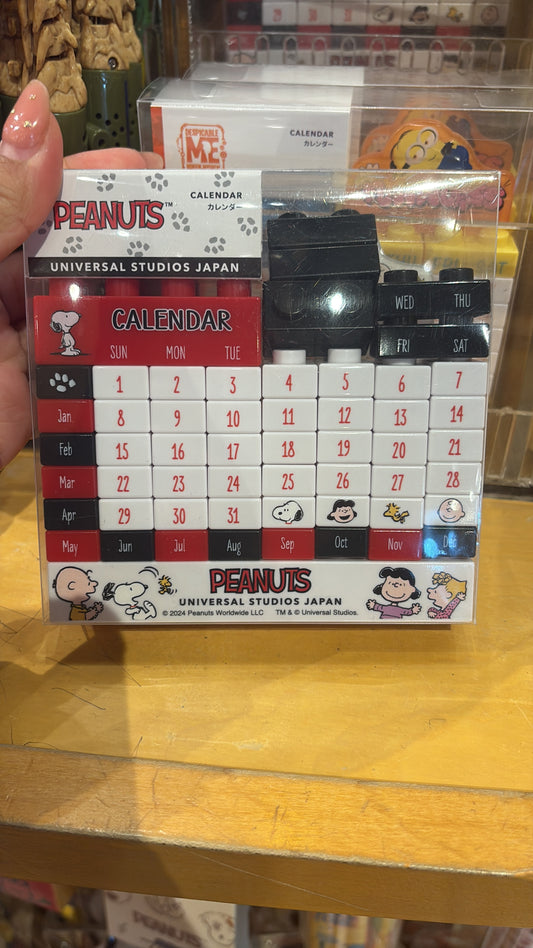 DESPICABLE
ME
CALENDAR
カレンダー
PEANUTS™
CALENDAR
カレンダー
UNIVERSAL STUDIOS JAPAN
CALENDAR
SUN MON TUE
WED THU
FRI SAT
1 2 3 4 5 6 7
Jan 8 9 10 11 12 13 14
Feb 15 16 17 18 19 20 21
Mar 22 23 24 25 26 27 28
Apr 29 30 31
May Jun Jul Aug Sep Oct Nov Dec
PEANUTS
UNIVERSAL STUDIOS JAPAN
© 2024 Peanuts Worldwide LLC TM & © Universal Studios.
PEANUTS